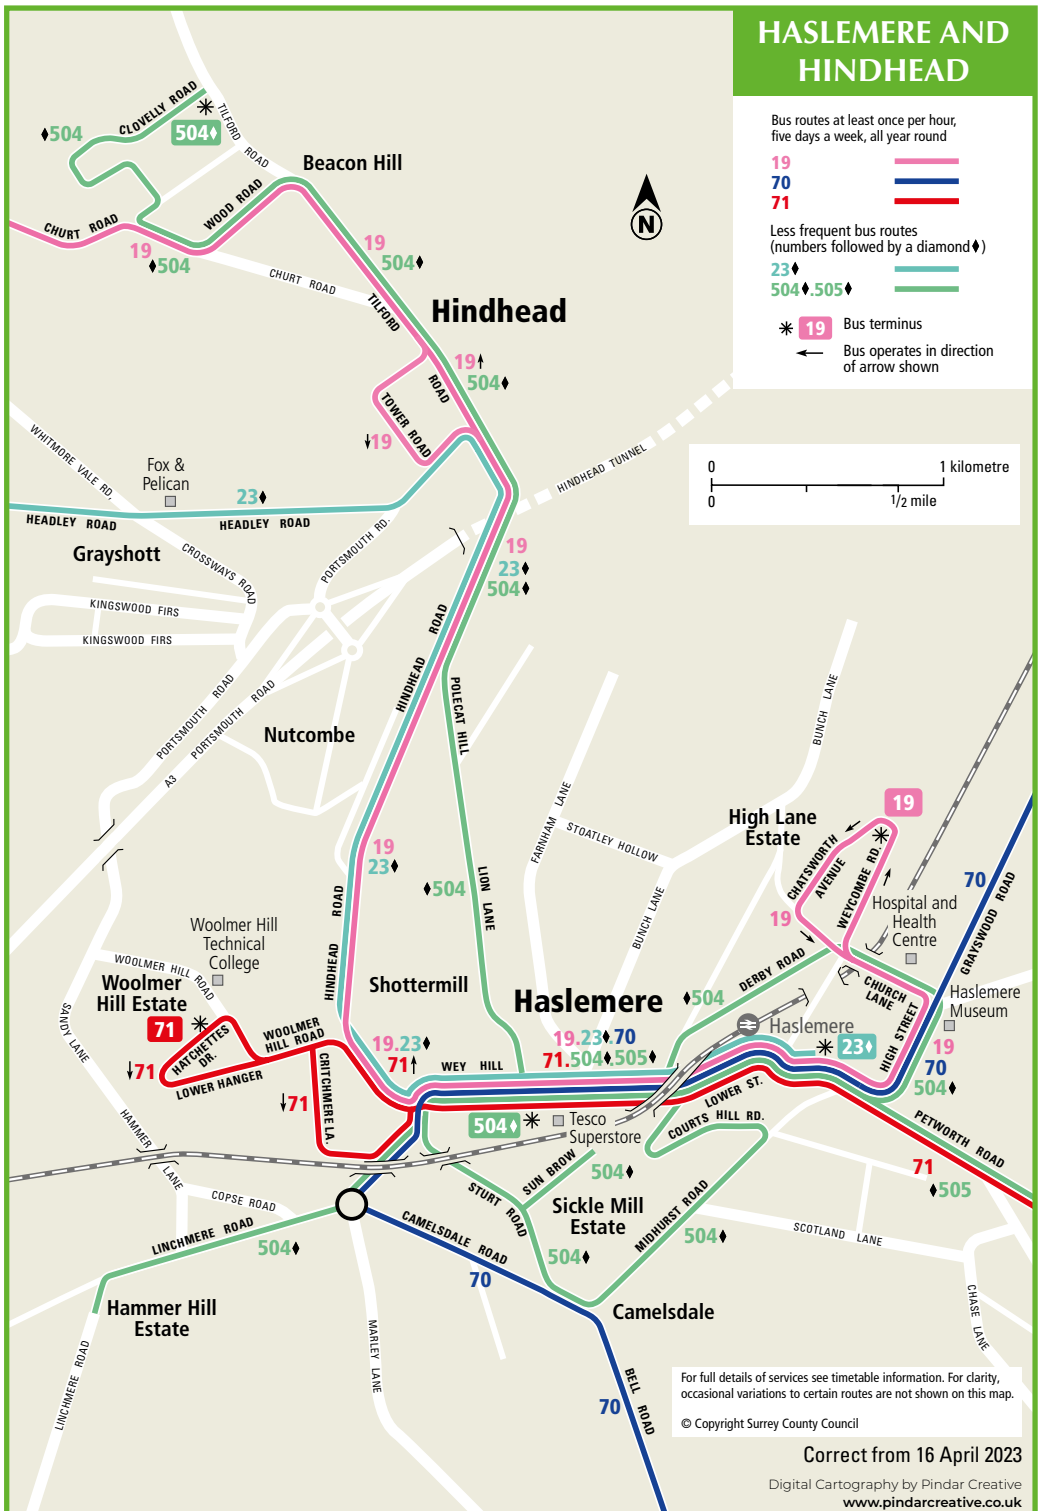 HASLEMERE AND
HINDHEAD
Bus routes at least once per hour,
five days a week, all year round
19
70
71
Less frequent bus routes
(numbers followed by a diamond♦)
23♦
504♦.505♦
19 Bus terminus
Bus operates in direction
of arrow shown
0 1 kilometre
0 1/2 mile
N
CLOVELLY ROAD
♦504
504♦
TILFORD ROAD
Beacon Hill
WOOD ROAD
CHURT ROAD
19
♦504
19
504♦
CHURT ROAD
TILFORD ROAD
Hindhead
19↑
504♦
TOWER ROAD
↓19
WHITMORE VALE RD.
Fox &
Pelican
23♦
HEADLEY ROAD
HEADLEY ROAD
HINDHEAD TUNNEL
Grayshott
CROSSWAYS ROAD
PORTSMOUTH RD.
19
23♦
504♦
KINGSWOOD FIRS
KINGSWOOD FIRS
HINDHEAD ROAD
POLECAT HILL
PORTSMOUTH ROAD
A3 PORTSMOUTH ROAD
Nutcombe
BUNCH LANE
FARNHAM LANE
STOATLEY HOLLOW
High Lane
Estate
19
CHATSWORTH
AVENUE
WEYCOMBE RD.
19
23♦
♦504
LION LANE
BUNCH LANE
19
70
GRAYSWOOD ROAD
Hospital and
Health
Centre
Woolmer Hill
Technical
College
HINDHEAD ROAD
WOOLMER HILL ROAD
Woolmer
Hill Estate
71
Shottermill
Haslemere
♦504
DERBY ROAD
CHURCH
LANE
Haslemere
Museum
SANDY LANE
HATCHETTES
DR.
WOOLMER
HILL ROAD
↓71
LOWER HANGER
19.23♦
71↑
WEY HILL
19.23♦.70
71.504♦.505♦
Haslemere
23♦
HIGH STREET
19
70
504♦
↓71
CRITCHMERE LA.
504♦
Tesco
Superstore
LOWER ST.
COURTS HILL RD.
PETWORTH ROAD
71
♦505
HAMMER LANE
COPSE ROAD
LINCHMERE ROAD
504♦
STURT ROAD
SUN BROW
504♦
Sickle Mill
Estate
MIDHURST ROAD
504♦
SCOTLAND LANE
CAMELSDALE ROAD
70
504♦
Hammer Hill
Estate
Camelsdale
CHASE LANE
LINCHMERE ROAD
MARLEY LANE
70
BELL ROAD
For full details of services see timetable information. For clarity,
occasional variations to certain routes are not shown on this map.
© Copyright Surrey County Council
Correct from 16 April 2023
Digital Cartography by Pindar Creative
www.pindarcreative.co.uk